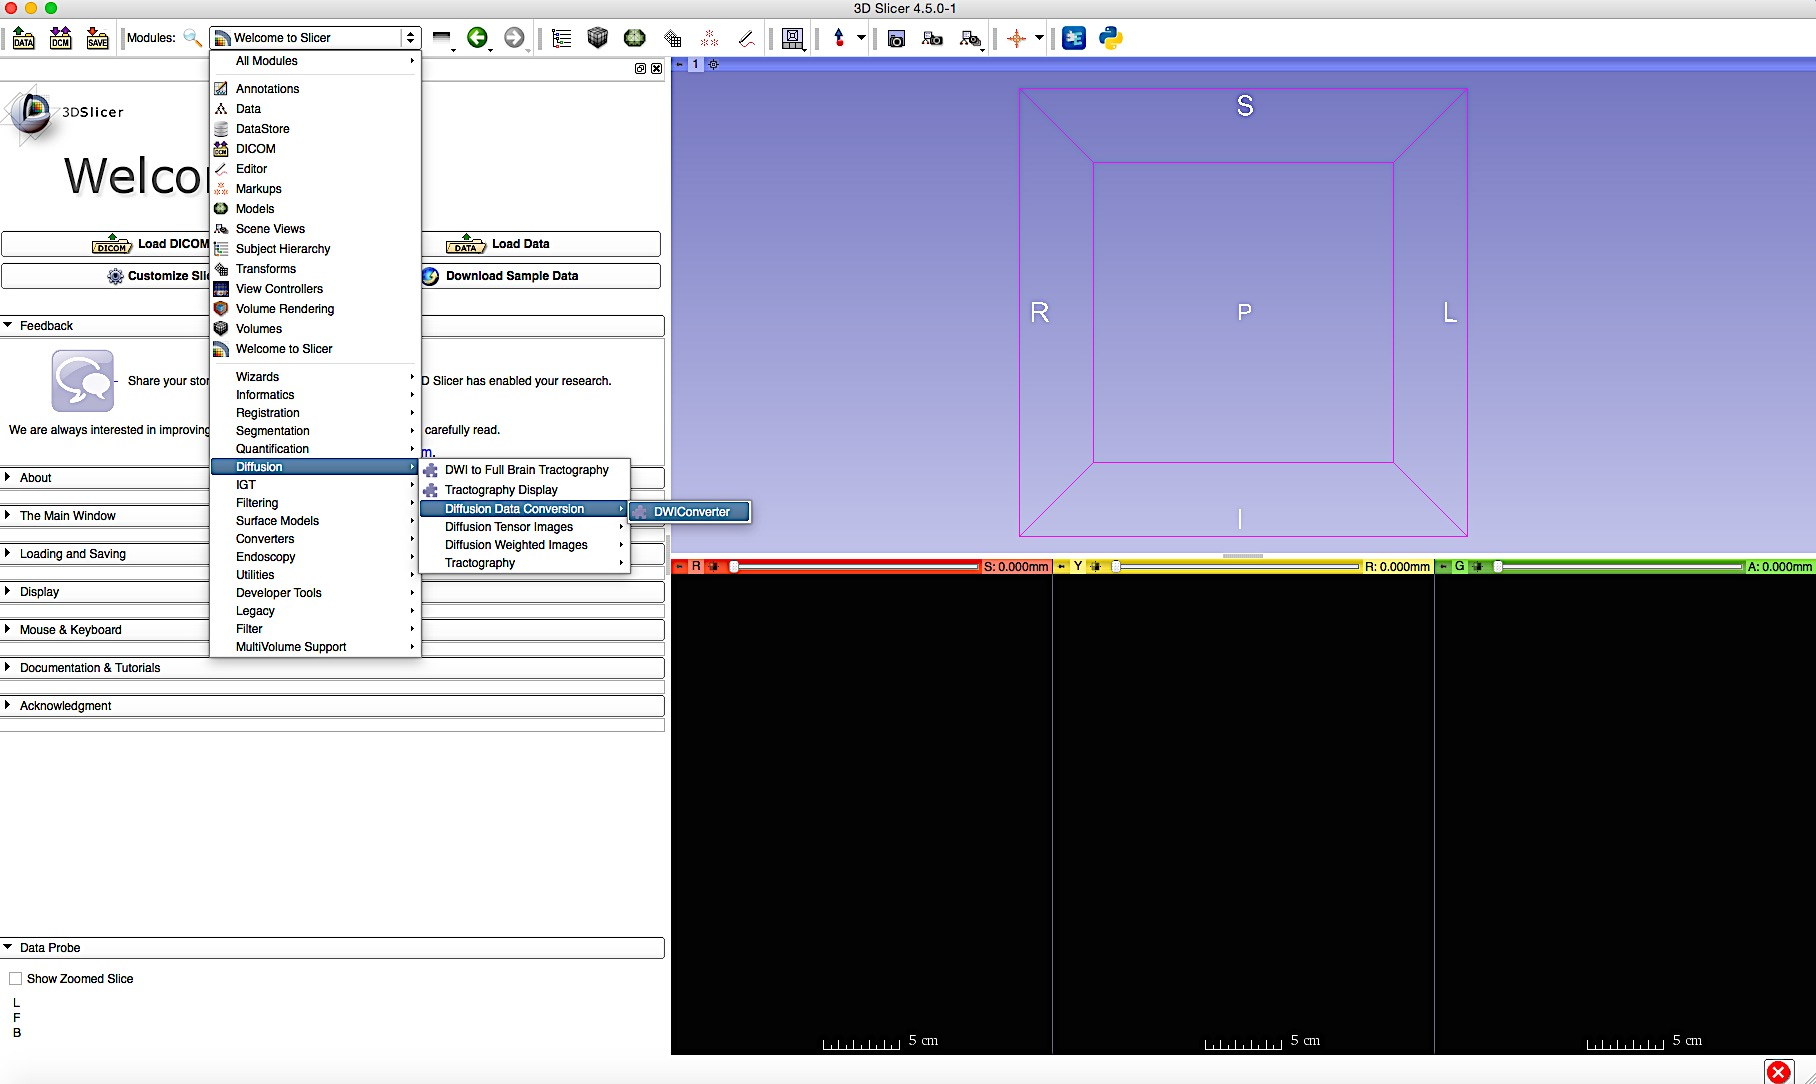 3D Slicer 4.5.0-1
DATA DCM SAVE Modules: Welcome to Slicer
All Modules
1
3DSlicer
Welco
Annotations
Data
DataStore
DICOM
Editor
Markups
Models
Scene Views
Subject Hierarchy
Transforms
View Controllers
Volume Rendering
Volumes
Welcome to Slicer
Wizards
Informatics
Registration
Segmentation
Quantification
Diffusion
IGT
Filtering
Surface Models
Converters
Endoscopy
Utilities
Developer Tools
Legacy
Filter
MultiVolume Support
DWI to Full Brain Tractography
Tractography Display
Diffusion Data Conversion
Diffusion Tensor Images
Diffusion Weighted Images
Tractography
DWIConverter
DICOM Load DICOM
DATA Load Data
Customize Slic
Download Sample Data
Feedback
Share your stor
D Slicer has enabled your research.
We are always interested in improving
carefully read.
m.
About
The Main Window
Loading and Saving
Display
Mouse & Keyboard
Documentation & Tutorials
Acknowledgment
Data Probe
Show Zoomed Slice
L
F
B
S
R P L
I
R S: 0.000mm Y R: 0.000mm G A: 0.000mm
5 cm 5 cm 5 cm